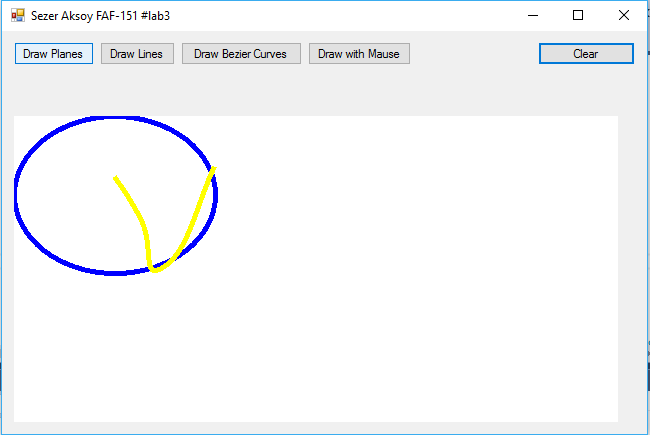 Sezer Aksoy FAF-151 #lab3
Draw Planes Draw Lines Draw Bezier Curves Draw with Mause Clear